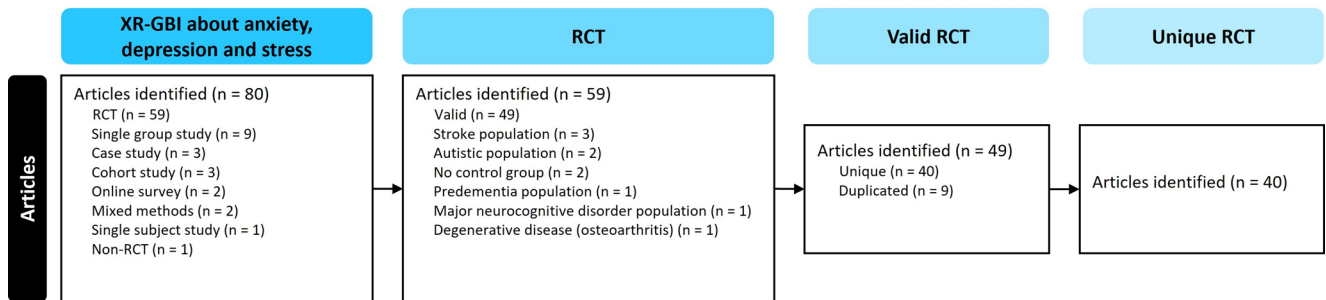 XR-GBI about anxiety,
depression and stress
RCT
Valid RCT
Unique RCT
Articles
Articles identified (n = 80)
RCT (n = 59)
Single group study (n = 9)
Case study (n = 3)
Cohort study (n = 3)
Online survey (n = 2)
Mixed methods (n = 2)
Single subject study (n = 1)
Non-RCT (n = 1)
Articles identified (n = 59)
Valid (n = 49)
Stroke population (n = 3)
Autistic population (n = 2)
No control group (n = 2)
Predementia population (n = 1)
Major neurocognitive disorder population (n = 1)
Degenerative disease (osteoarthritis) (n = 1)
Articles identified (n = 49)
Unique (n = 40)
Duplicated (n = 9)
Articles identified (n = 40)